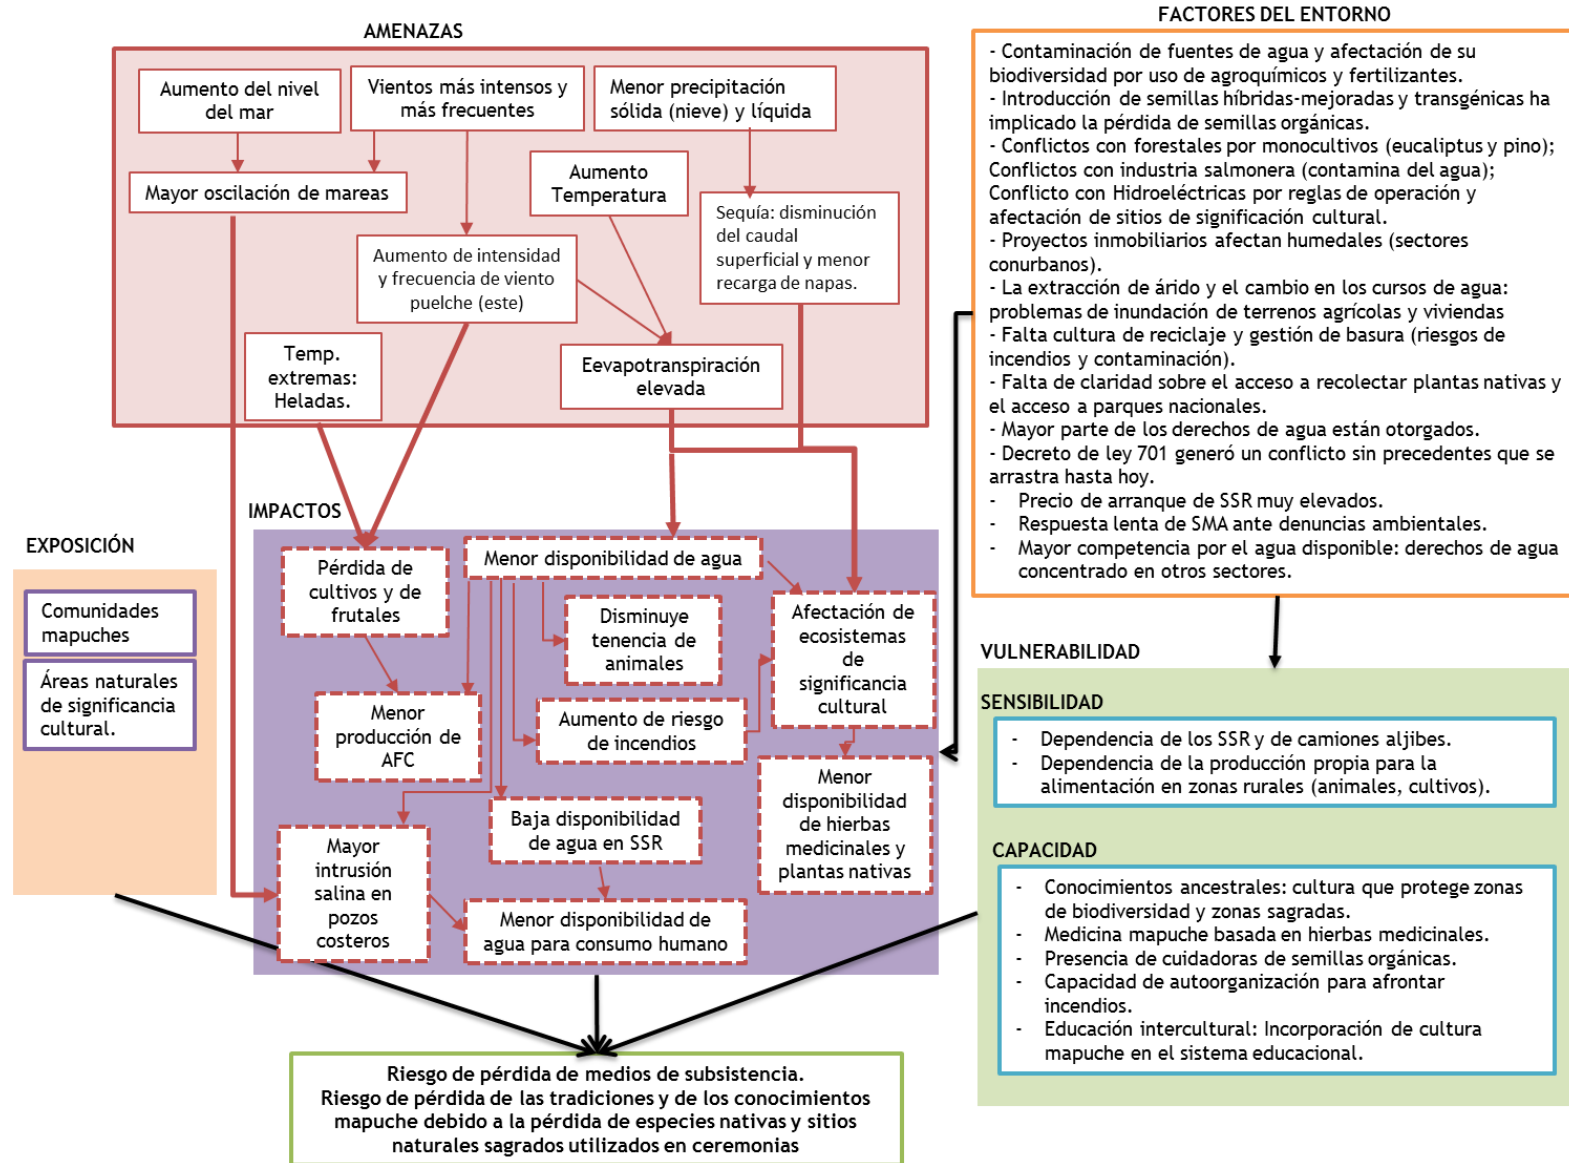 AMENAZAS
Aumento del nivel
del mar
Vientos más intensos y
más frecuentes
Menor precipitación
sólida (nieve) y líquida
Mayor oscilación de mareas
Aumento
Temperatura
Aumento de intensidad
y frecuencia de viento
puelche (este)
Sequía: disminución
del caudal
superficial y menor
recarga de napas.
Temp.
extremas:
Heladas.
Eevapotranspiración
elevada
FACTORES DEL ENTORNO
- Contaminación de fuentes de agua y afectación de su
biodiversidad por uso de agroquímicos y fertilizantes.
- Introducción de semillas híbridas-mejoradas y transgénicas ha
implicado la pérdida de semillas orgánicas.
- Conflictos con forestales por monocultivos (eucaliptus y pino);
Conflictos con industria salmonera (contamina del agua);
Conflicto con Hidroeléctricas por reglas de operación y
afectación de sitios de significación cultural.
- Proyectos inmobiliarios afectan humedales (sectores
conurbanos).
- La extracción de árido y el cambio en los cursos de agua:
problemas de inundación de terrenos agrícolas y viviendas
- Falta cultura de reciclaje y gestión de basura (riesgos de
incendios y contaminación).
- Falta de claridad sobre el acceso a recolectar plantas nativas y
el acceso a parques nacionales.
- Mayor parte de los derechos de agua están otorgados.
- Decreto de ley 701 generó un conflicto sin precedentes que se
arrastra hasta hoy.
- Precio de arranque de SSR muy elevados.
- Respuesta lenta de SMA ante denuncias ambientales.
- Mayor competencia por el agua disponible: derechos de agua
concentrado en otros sectores.
EXPOSICIÓN
Comunidades
mapuches
Áreas naturales
de significancia
cultural.
IMPACTOS
Pérdida de
cultivos y de
frutales
Menor disponibilidad de agua
Disminuye
tenencia de
animales
Afectación de
ecosistemas
de
significancia
cultural
Menor
producción de
AFC
Aumento de riesgo
de incendios
Menor
disponibilidad
de hierbas
medicinales y
plantas nativas
Baja disponibilidad
de agua en SSR
Mayor
intrusión
salina en
pozos
costeros
Menor disponibilidad de
agua para consumo humano
VULNERABILIDAD
SENSIBILIDAD
- Dependencia de los SSR y de camiones aljibes.
- Dependencia de la producción propia para la
alimentación en zonas rurales (animales, cultivos).
CAPACIDAD
- Conocimientos ancestrales: cultura que protege zonas
de biodiversidad y zonas sagradas.
- Medicina mapuche basada en hierbas medicinales.
- Presencia de cuidadoras de semillas orgánicas.
- Capacidad de autoorganización para afrontar
incendios.
- Educación intercultural: Incorporación de cultura
mapuche en el sistema educacional.
Riesgo de pérdida de medios de subsistencia.
Riesgo de pérdida de las tradiciones y de los conocimientos
mapuche debido a la pérdida de especies nativas y sitios
naturales sagrados utilizados en ceremonias